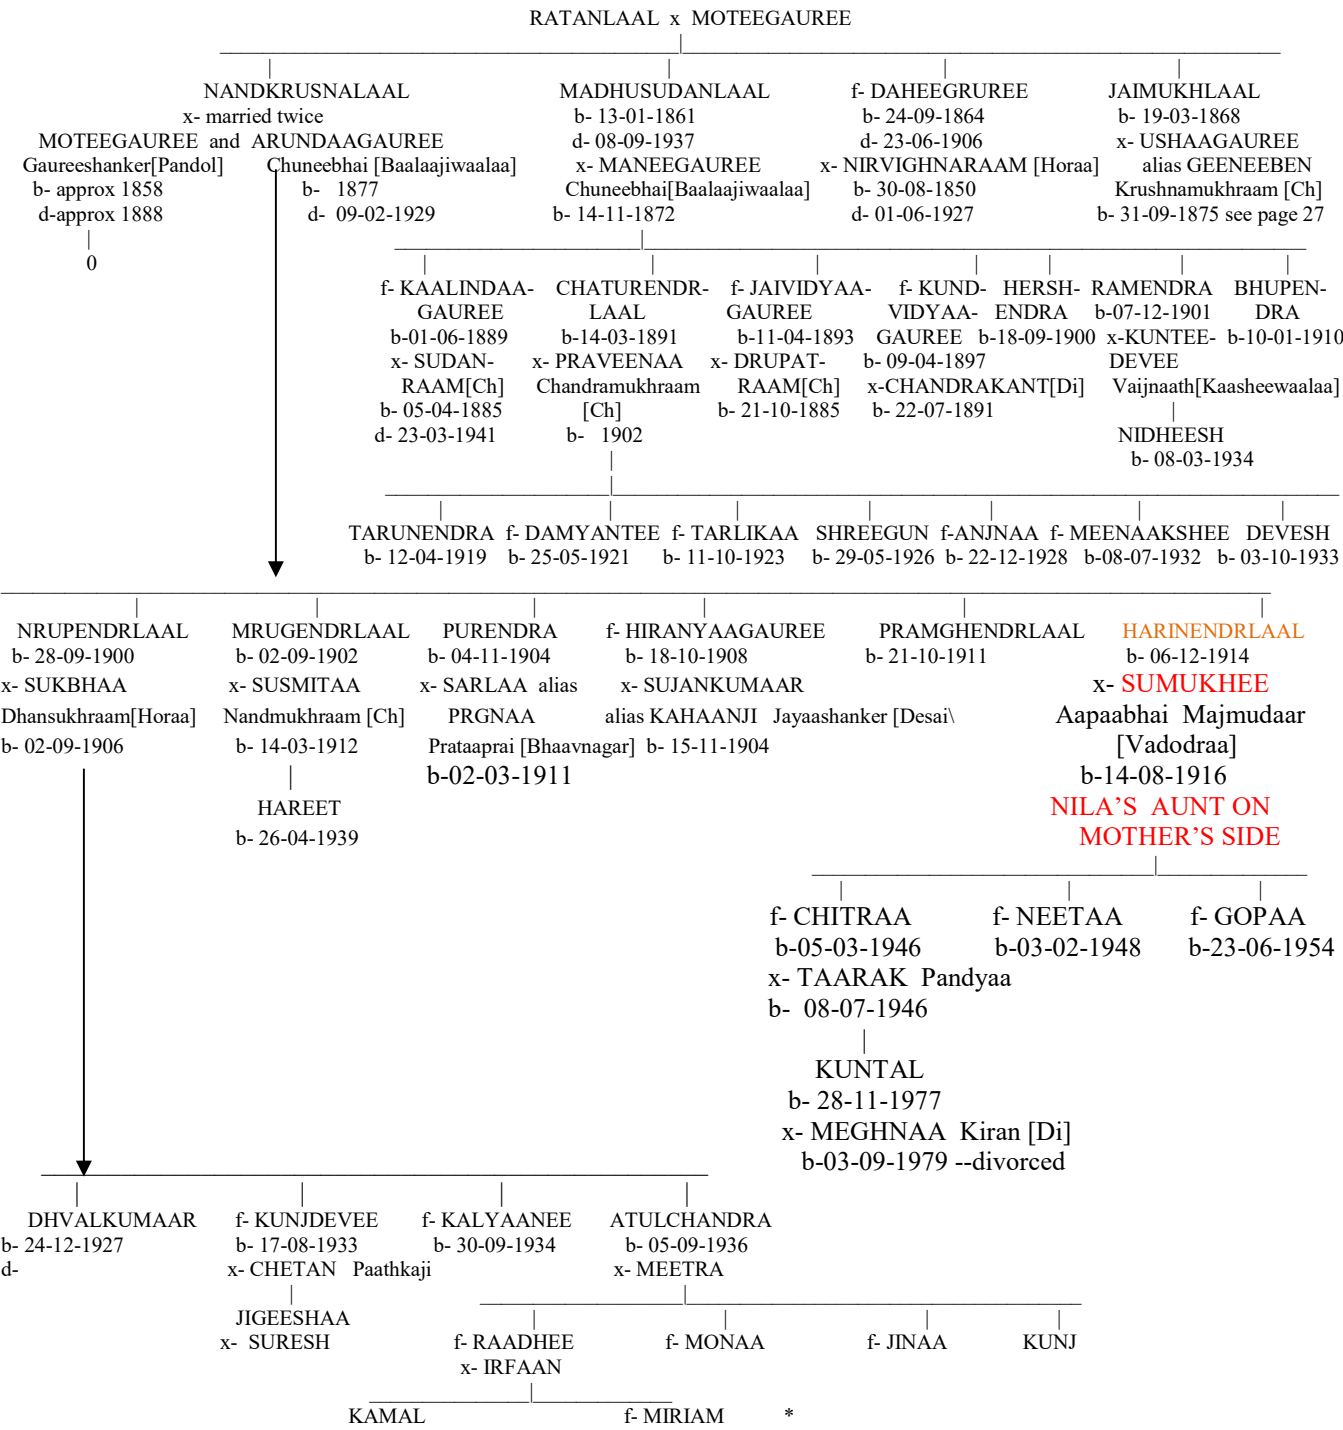 RATANLAAL x MOTEEGAUREE
NANDKRUSNALAAL MADHUSUDANLAAL f- DAHEEGRUREE JAIMUKHLAAL
x- married twice b- 13-01-1861 b- 24-09-1864 b- 19-03-1868
MOTEEGAUREE and ARUNDAAGAUREE d- 08-09-1937 d- 23-06-1906 x- USHAAGAUREE
Gaureeshanker[Pandol] Chuneebhai [Baalaajiwaalaa] x- MANEEGAUREE x- NIRVIGHNARAAM [Horaa] alias GEENEEBEN
b- approx 1858 b- 1877 Chuneebhai[Baalaajiwaalaa] b- 30-08-1850 Krushnamukhraam [Ch]
d-approx 1888 d- 09-02-1929 b- 14-11-1872 d- 01-06-1927 b- 31-09-1875 see page 27
0
f- KAALINDAA- CHATURENDR- f- JAIVIDYAA- f- KUND- HERSH- RAMENDRA BHUPEN-
GAUREE LAAL GAUREE VIDYAA- ENDRA b-07-12-1901 DRA
b-01-06-1889 b-14-03-1891 b-11-04-1893 GAUREE b-18-09-1900 x-KUNTEE- b-10-01-1910
x- SUDAN- x- PRAVEENAA x- DRUPAT- b- 09-04-1897 DEVEE
RAAM[Ch] Chandramukhraam RAAM[Ch] x-CHANDRAKANT[Di] Vaijnaath[Kaasheewaalaa]
b- 05-04-1885 [Ch] b- 21-10-1885 b- 22-07-1891
d- 23-03-1941 b- 1902 NIDHEESH
b- 08-03-1934
TARUNENDRA f- DAMYANTEE f- TARLIKAA SHREEGUN f-ANJNAA f- MEENAAKSHEE DEVESH
b- 12-04-1919 b- 25-05-1921 b- 11-10-1923 b- 29-05-1926 b- 22-12-1928 b-08-07-1932 b- 03-10-1933
NRUPENDRLAAL MRUGENDRLAAL PURENDRA f- HIRANYAAGAUREE PRAMGHENDRLAAL HARINENDRLAAL
b- 28-09-1900 b- 02-09-1902 b- 04-11-1904 b- 18-10-1908 b- 21-10-1911 b- 06-12-1914
x- SUKBHAA x- SUSMITAA x- SARLAA alias x- SUJANKUMAAR x- SUMUKHEE
Dhansukhraam[Horaa] Nandmukhraam [Ch] PRGNAA alias KAHAANJI Jayaashanker [Desai\ Aapaabhai Majmudaar
b- 02-09-1906 b- 14-03-1912 Prataaprai [Bhaavnagar] b- 15-11-1904 [Vadodraa]
b-02-03-1911 b-14-08-1916
HAREET NILA'S AUNT ON
b- 26-04-1939 MOTHER'S SIDE
f- CHITRAA f- NEETAA f- GOPAA
b-05-03-1946 b-03-02-1948 b-23-06-1954
x- TAARAK Pandyaa
b- 08-07-1946
KUNTAL
b- 28-11-1977
x- MEGHNAA Kiran [Di]
b-03-09-1979 --divorced
DHVALKUMAAR f- KUNJDEVEE f- KALYAANEE ATULCHANDRA
b- 24-12-1927 b- 17-08-1933 b- 30-09-1934 b- 05-09-1936
d- x- CHETAN Paathkaji x- MEETRA
JIGEESHAA
x- SURESH f- RAADHEE f- MONAA f- JINAA KUNJ
x- IRFAAN
KAMAL f- MIRIAM *